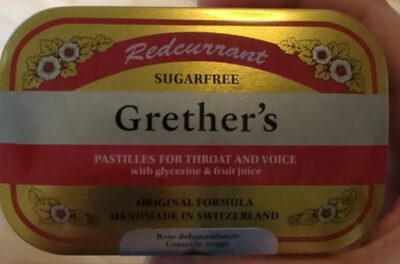 Redcurrant
SUGARFREE
Grether's
PASTILLES FOR THROAT AND VOICE
with glycerine & fruit juice
ORIGINAL FORMULA
HANDMADE IN SWITZERLAND
Rote Johannisbeere
Groseille rouge